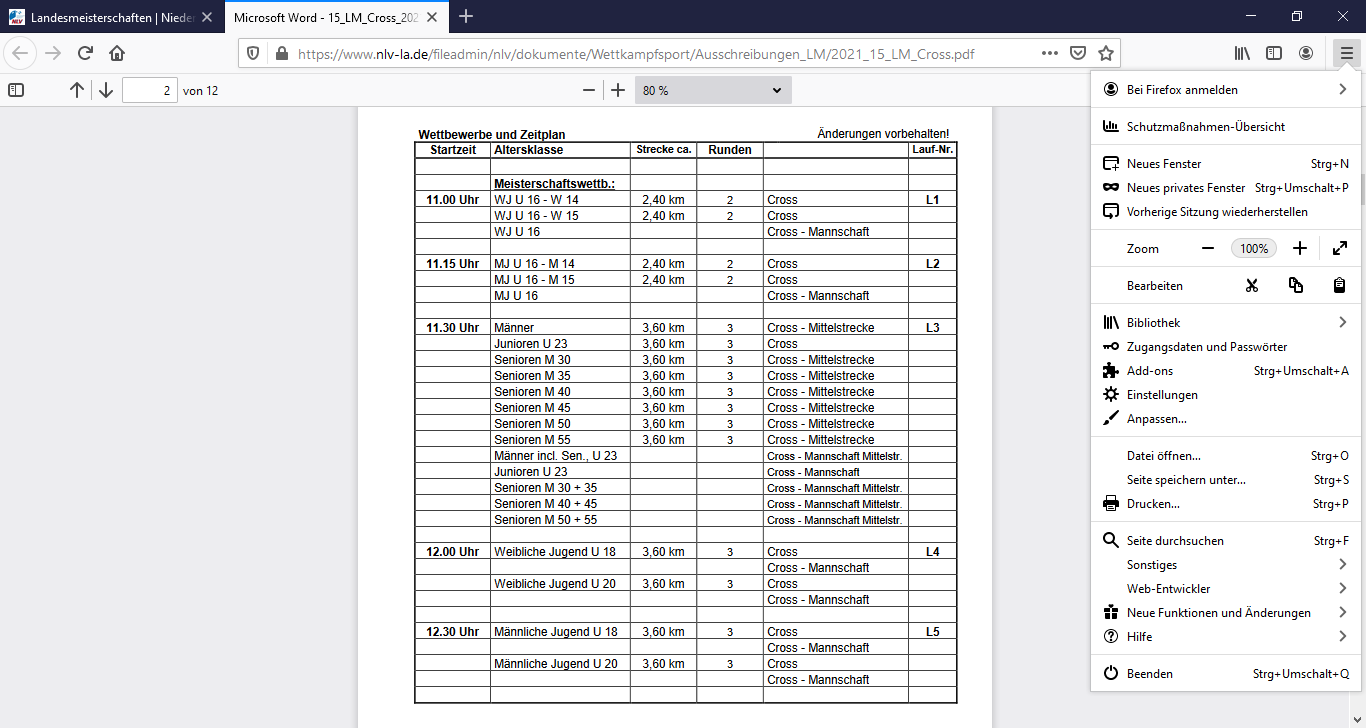 Landesmeisterschaften | Nieder
Microsoft Word - 15_LM_Cross_202
https://www.nlv-la.de/fileadmin/nlv/dokumente/Wettkampfsport/Ausschreibungen_LM/2021_15_LM_Cross.pdf
2 von 12
80 %
Wettbewerbe und Zeitplan Änderungen vorbehalten!
Startzeit Altersklasse Strecke ca. Runden Lauf-Nr.
Meisterschaftswettb.:
11.00 Uhr WJ U 16 - W 14 2,40 km 2 Cross L1
WJ U 16 - W 15 2,40 km 2 Cross
WJ U 16 Cross - Mannschaft
11.15 Uhr MJ U 16 - M 14 2,40 km 2 Cross L2
MJ U 16 - M 15 2,40 km 2 Cross
MJ U 16 Cross - Mannschaft
11.30 Uhr Männer 3,60 km 3 Cross - Mittelstrecke L3
Junioren U 23 3,60 km 3 Cross
Senioren M 30 3,60 km 3 Cross - Mittelstrecke
Senioren M 35 3,60 km 3 Cross - Mittelstrecke
Senioren M 40 3,60 km 3 Cross - Mittelstrecke
Senioren M 45 3,60 km 3 Cross - Mittelstrecke
Senioren M 50 3,60 km 3 Cross - Mittelstrecke
Senioren M 55 3,60 km 3 Cross - Mittelstrecke
Männer incl. Sen., U 23 Cross - Mannschaft Mittelstr.
Junioren U 23 Cross - Mannschaft
Senioren M 30 + 35 Cross - Mannschaft Mittelstr.
Senioren M 40 + 45 Cross - Mannschaft Mittelstr.
Senioren M 50 + 55 Cross - Mannschaft Mittelstr.
12.00 Uhr Weibliche Jugend U 18 3,60 km 3 Cross L4
Cross - Mannschaft
Weibliche Jugend U 20 3,60 km 3 Cross
Cross - Mannschaft
12.30 Uhr Männliche Jugend U 18 3,60 km 3 Cross L5
Cross - Mannschaft
Männliche Jugend U 20 3,60 km 3 Cross
Cross - Mannschaft
Bei Firefox anmelden
Schutzmaßnahmen-Übersicht
Neues Fenster Strg+N
Neues privates Fenster Strg+Umschalt+P
Vorherige Sitzung wiederherstellen
Zoom 100%
Bearbeiten
Bibliothek
Zugangsdaten und Passwörter
Add-ons Strg+Umschalt+A
Einstellungen
Anpassen...
Datei öffnen... Strg+O
Seite speichern unter... Strg+S
Drucken... Strg+P
Seite durchsuchen Strg+F
Sonstiges
Web-Entwickler
Neue Funktionen und Änderungen
Hilfe
Beenden Strg+Umschalt+Q